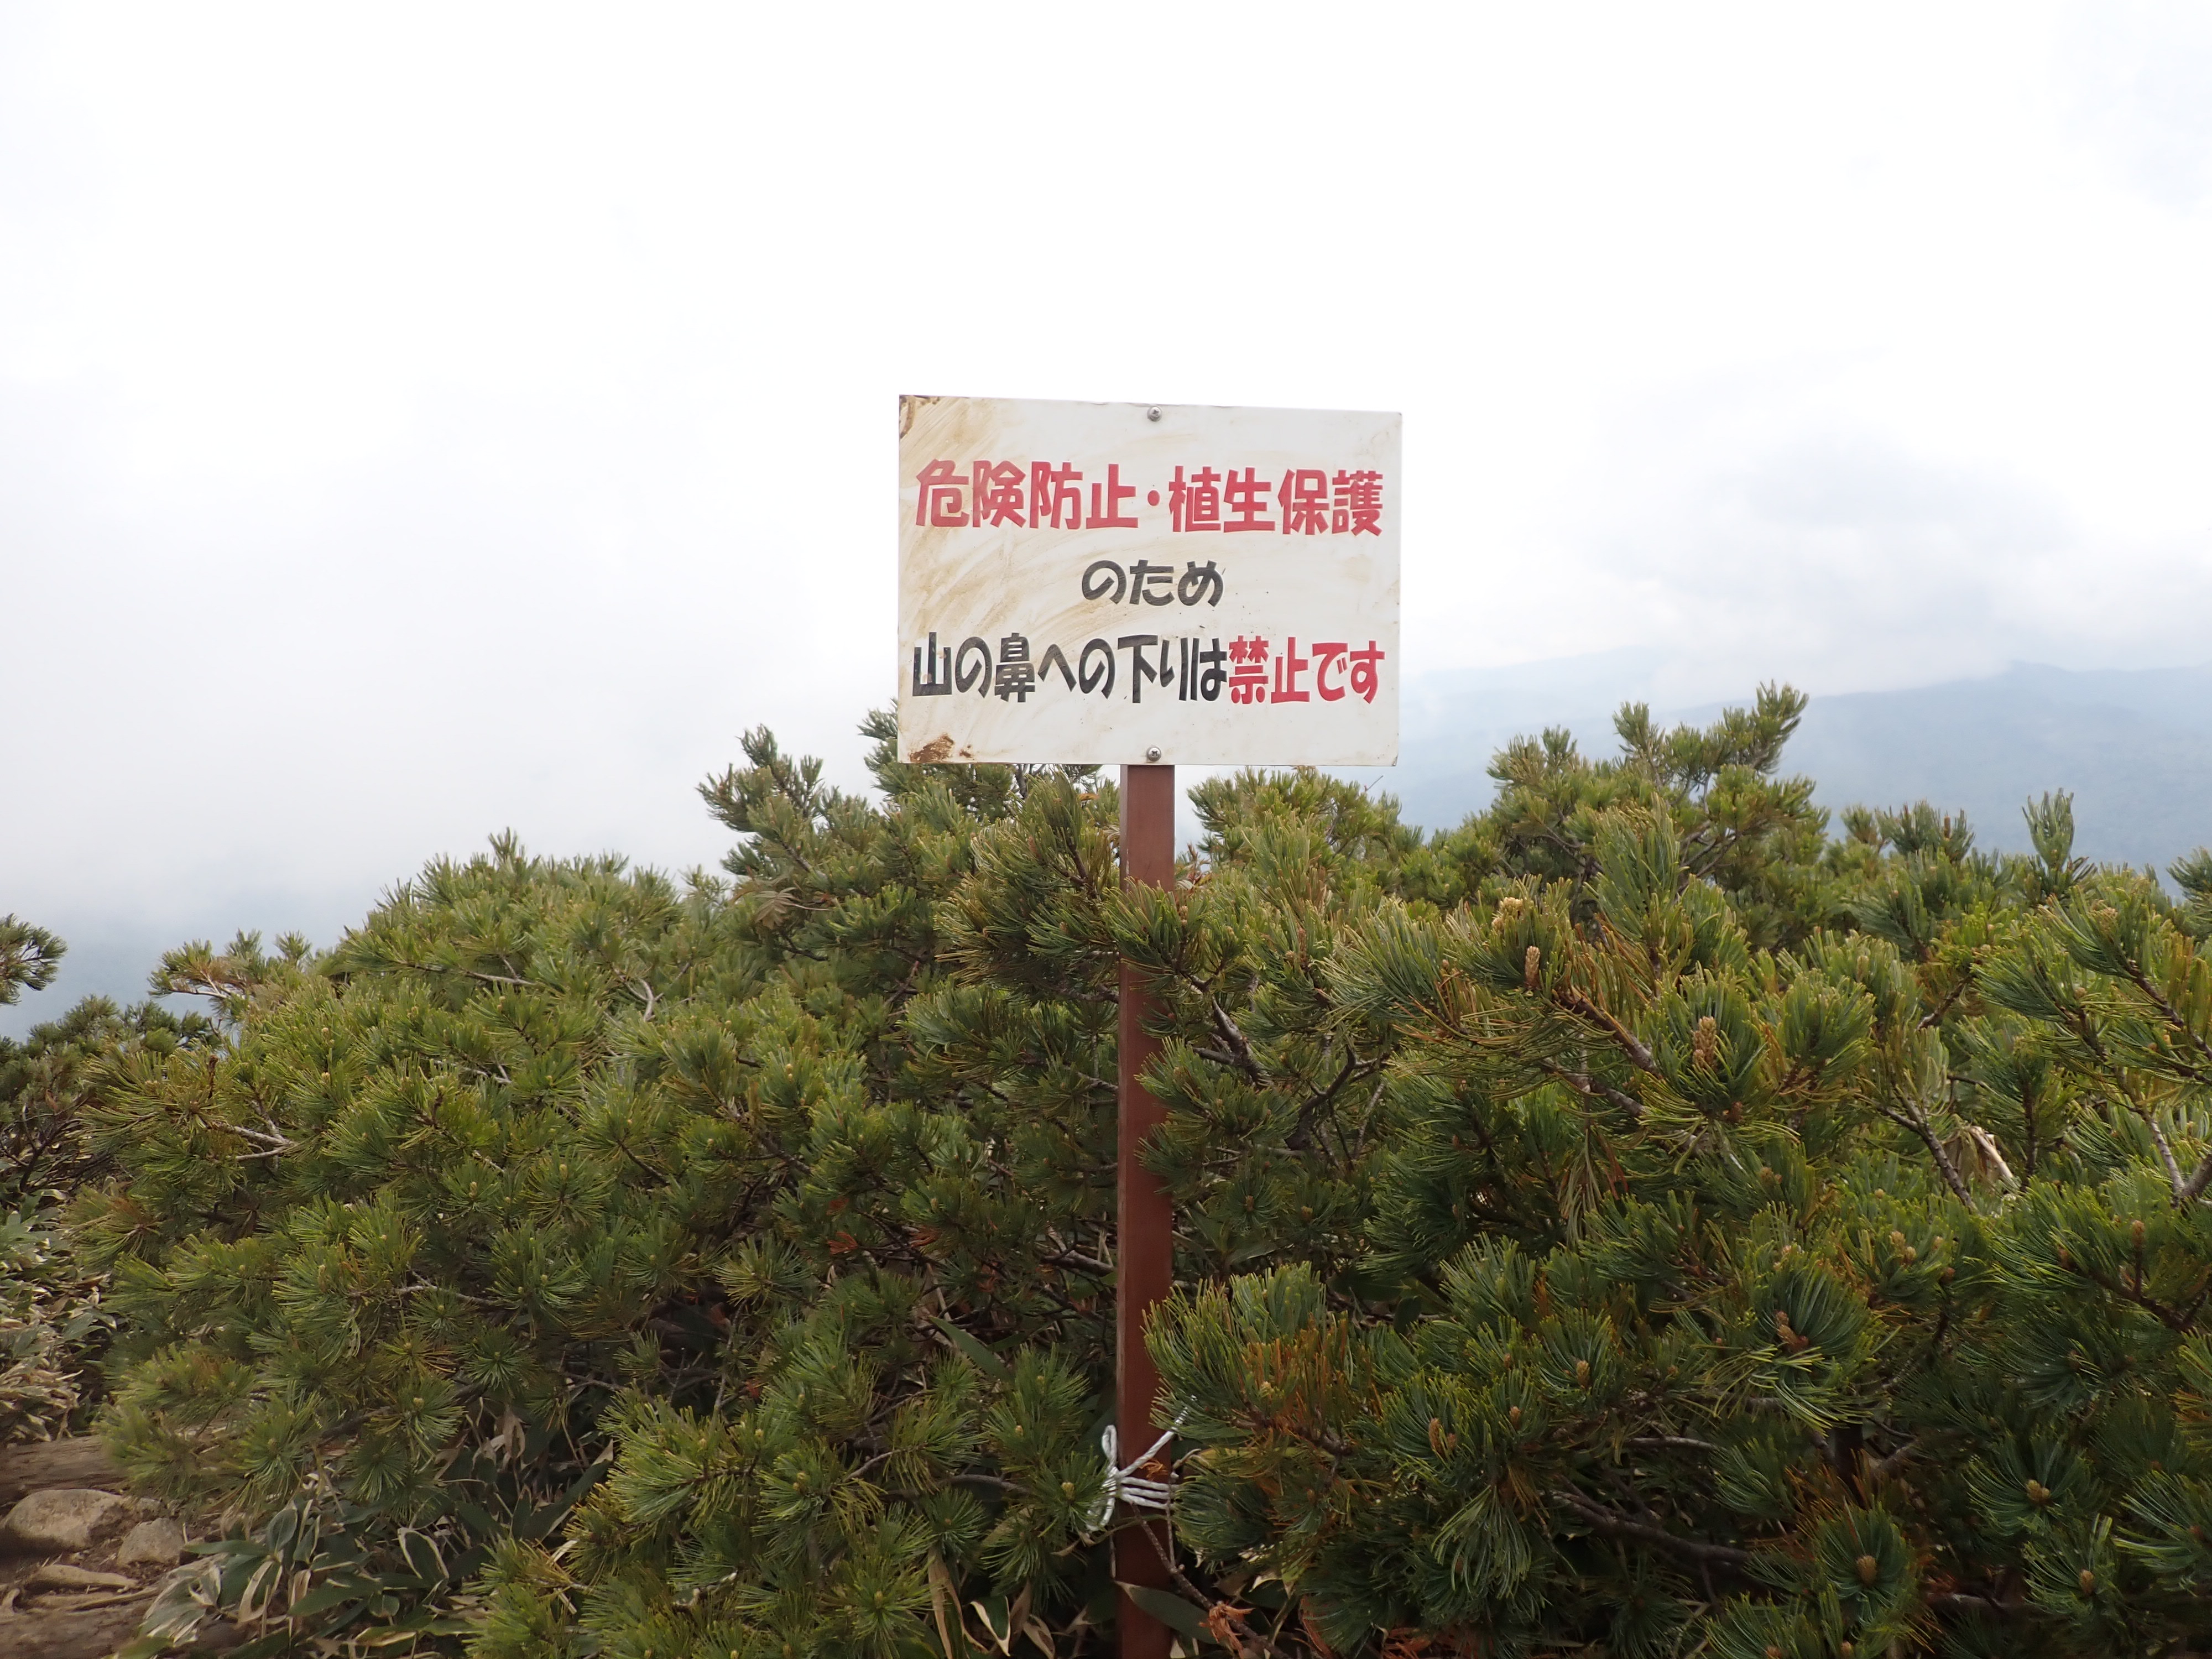 危険防止・植生保護
のため
山の鼻への下りは禁止です